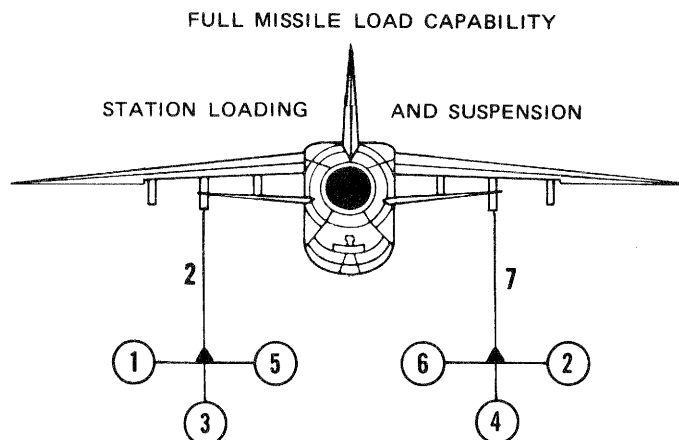 FULL MISSILE LOAD CAPABILITY
STATION LOADING AND SUSPENSION
2 7
1 5 6 2
3 4